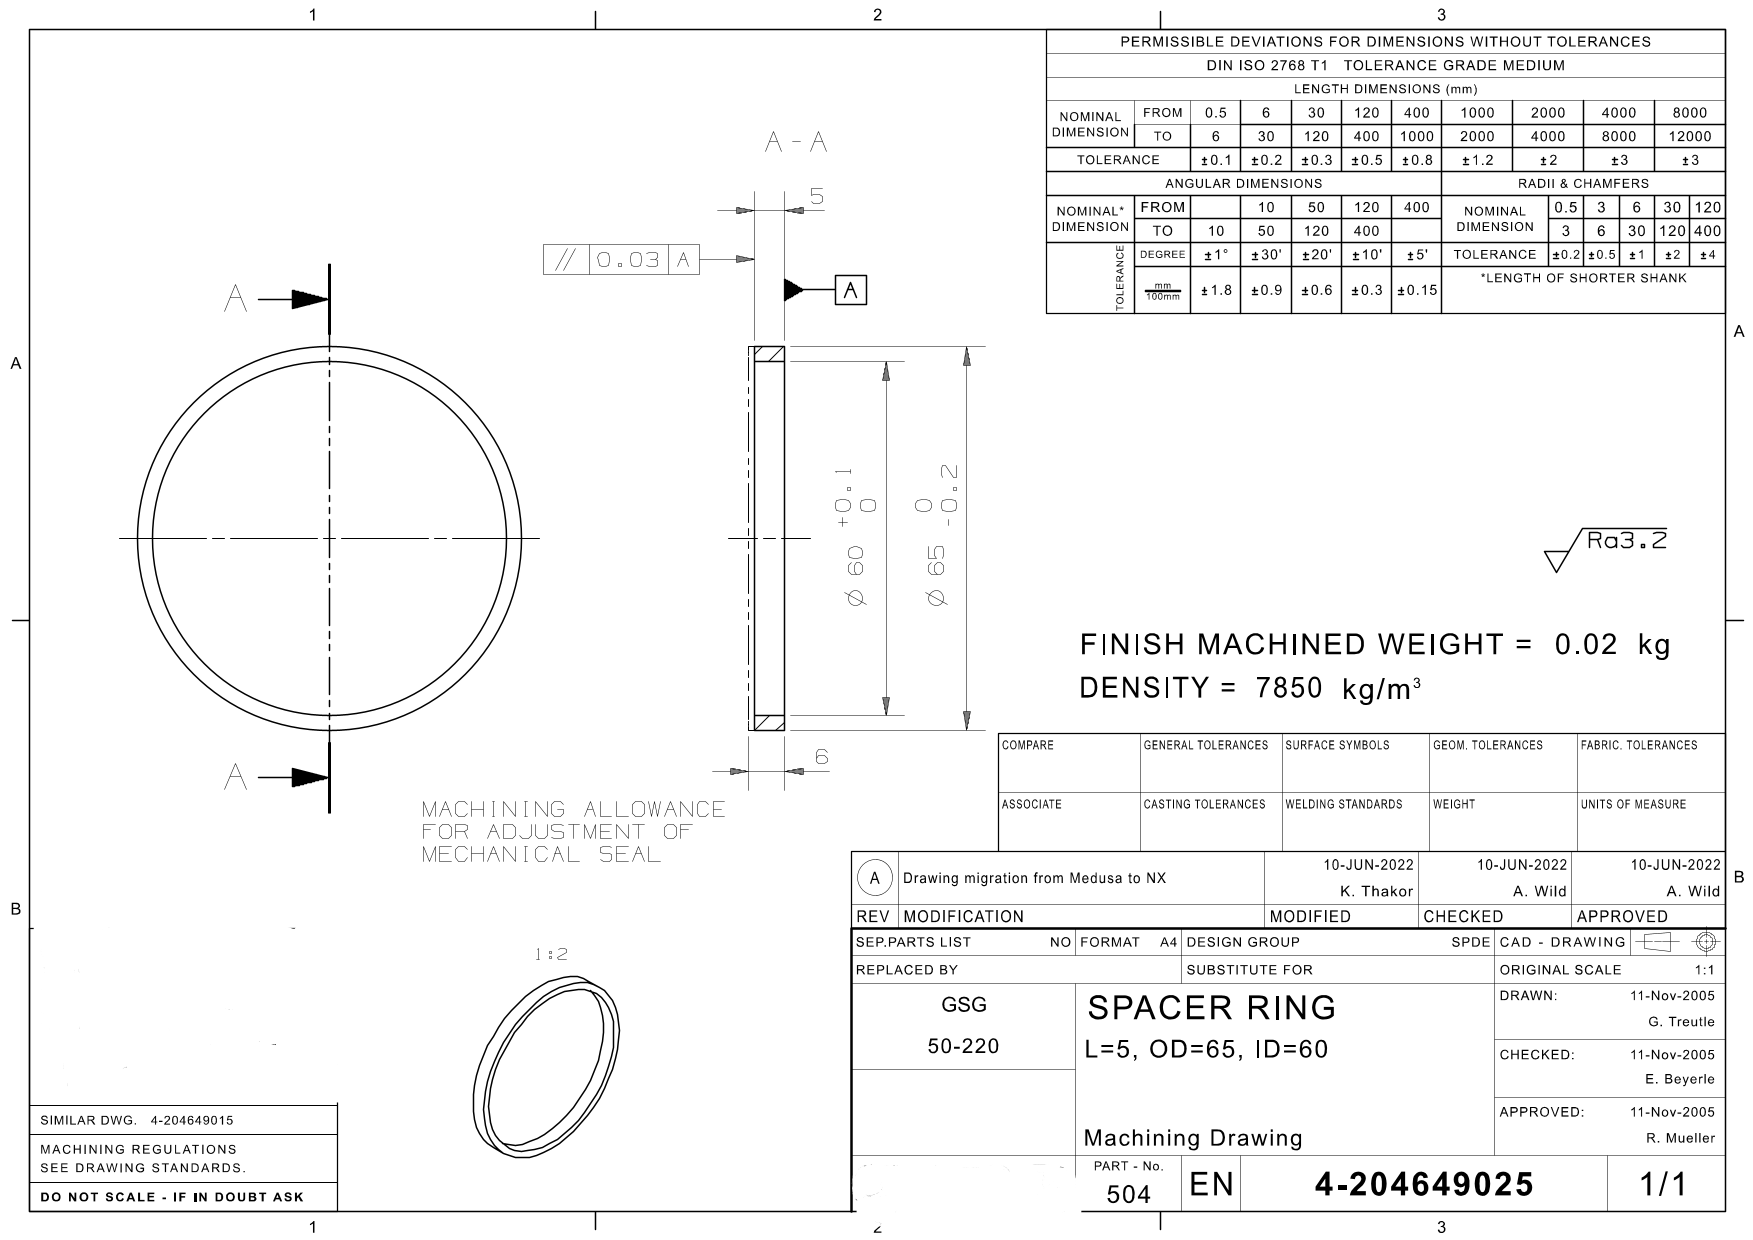 1 2 3
PERMISSIBLE DEVIATIONS FOR DIMENSIONS WITHOUT TOLERANCES
DIN ISO 2768 T1 TOLERANCE GRADE MEDIUM
LENGTH DIMENSIONS (mm)
NOMINAL DIMENSION FROM 0.5 6 30 120 400 1000 2000 4000 8000
TO 6 30 120 400 1000 2000 4000 8000 12000
TOLERANCE ±0.1 ±0.2 ±0.3 ±0.5 ±0.8 ±1.2 ±2 ±3 ±3
ANGULAR DIMENSIONS RADII & CHAMFERS
NOMINAL* DIMENSION FROM 10 50 120 400 NOMINAL DIMENSION 0.5 3 6 30 120
TO 10 50 120 400 3 6 30 120 400
TOLERANCE DEGREE ±1° ±30' ±20' ±10' ±5' TOLERANCE ±0.2 ±0.5 ±1 ±2 ±4
mm/100mm ±1.8 ±0.9 ±0.6 ±0.3 ±0.15 *LENGTH OF SHORTER SHANK
A - A
5
// 0.03 A
A
A
A A
Ø 60 +0.1 0
Ø 65 0 -0.2
Ra3.2
FINISH MACHINED WEIGHT = 0.02 kg
DENSITY = 7850 kg/m³
6
A
MACHINING ALLOWANCE
FOR ADJUSTMENT OF
MECHANICAL SEAL
COMPARE GENERAL TOLERANCES SURFACE SYMBOLS GEOM. TOLERANCES FABRIC. TOLERANCES
ASSOCIATE CASTING TOLERANCES WELDING STANDARDS WEIGHT UNITS OF MEASURE
A Drawing migration from Medusa to NX 10-JUN-2022 K. Thakor 10-JUN-2022 A. Wild 10-JUN-2022 A. Wild
REV MODIFICATION MODIFIED CHECKED APPROVED
B B
SEP.PARTS LIST NO FORMAT A4 DESIGN GROUP SPDE CAD - DRAWING
REPLACED BY SUBSTITUTE FOR ORIGINAL SCALE 1:1
1:2
GSG
50-220
SPACER RING
L=5, OD=65, ID=60
Machining Drawing
DRAWN: 11-Nov-2005
G. Treutle
CHECKED: 11-Nov-2005
E. Beyerle
APPROVED: 11-Nov-2005
R. Mueller
SIMILAR DWG. 4-204649015
MACHINING REGULATIONS
SEE DRAWING STANDARDS.
DO NOT SCALE - IF IN DOUBT ASK
PART - No.
504
EN
4-204649025
1/1
1 3